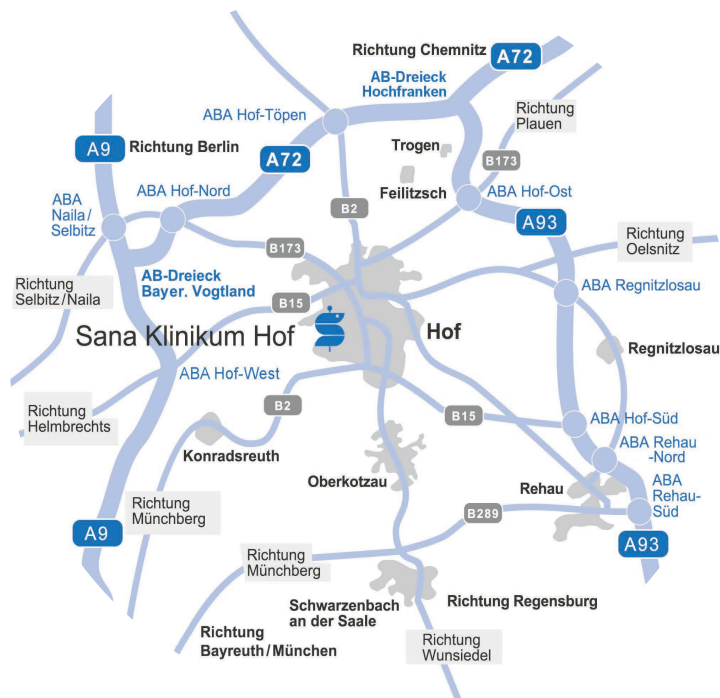 Richtung Chemnitz
A72
AB-Dreieck
Hochfranken
ABA Hof-Töpen
Richtung
Plauen
A9
Richtung Berlin
A72
Trogen
B173
Feilitzsch
ABA Hof-Nord
ABA
Naila/
Selbitz
B2
ABA Hof-Ost
A93
B173
Richtung
Oelsnitz
Richtung
Selbitz/Naila
AB-Dreieck
Bayer. Vogtland
ABA Regnitzlosau
B15
Sana Klinikum Hof
Hof
Regnitzlosau
ABA Hof-West
Richtung
Helmbrechts
B2
B15
ABA Hof-Süd
Konradsreuth
ABA Rehau
-Nord
Oberkotzau
Rehau
ABA
Rehau-
Süd
Richtung
Münchberg
B289
A9
A93
Richtung
Münchberg
Schwarzenbach
an der Saale
Richtung Regensburg
Richtung
Bayreuth/München
Richtung
Wunsiedel